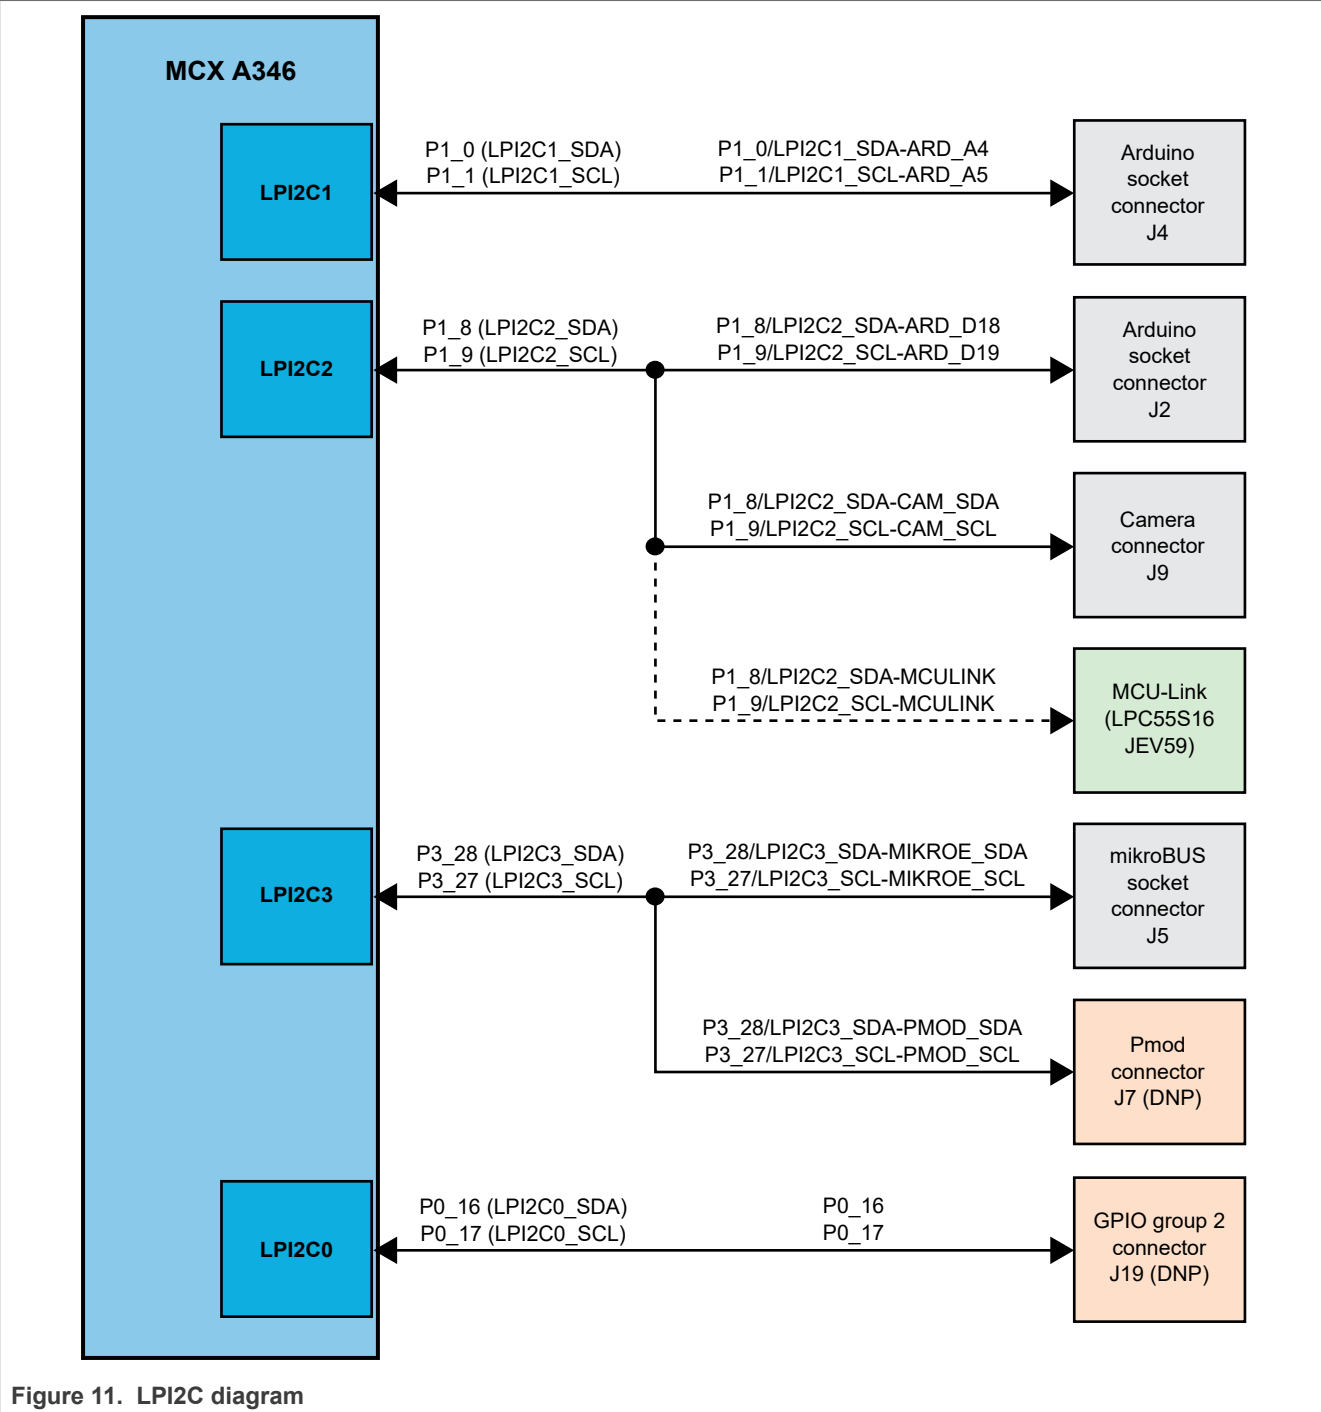 MCX A346
LPI2C1
P1_0 (LPI2C1_SDA)
P1_1 (LPI2C1_SCL)
P1_0/LPI2C1_SDA-ARD_A4
P1_1/LPI2C1_SCL-ARD_A5
Arduino
socket
connector
J4
LPI2C2
P1_8 (LPI2C2_SDA)
P1_9 (LPI2C2_SCL)
P1_8/LPI2C2_SDA-ARD_D18
P1_9/LPI2C2_SCL-ARD_D19
Arduino
socket
connector
J2
P1_8/LPI2C2_SDA-CAM_SDA
P1_9/LPI2C2_SCL-CAM_SCL
Camera
connector
J9
P1_8/LPI2C2_SDA-MCULINK
P1_9/LPI2C2_SCL-MCULINK
MCU-Link
(LPC55S16
JEV59)
LPI2C3
P3_28 (LPI2C3_SDA)
P3_27 (LPI2C3_SCL)
P3_28/LPI2C3_SDA-MIKROE_SDA
P3_27/LPI2C3_SCL-MIKROE_SCL
mikroBUS
socket
connector
J5
P3_28/LPI2C3_SDA-PMOD_SDA
P3_27/LPI2C3_SCL-PMOD_SCL
Pmod
connector
J7 (DNP)
LPI2C0
P0_16 (LPI2C0_SDA)
P0_17 (LPI2C0_SCL)
P0_16
P0_17
GPIO group 2
connector
J19 (DNP)
Figure 11. LPI2C diagram